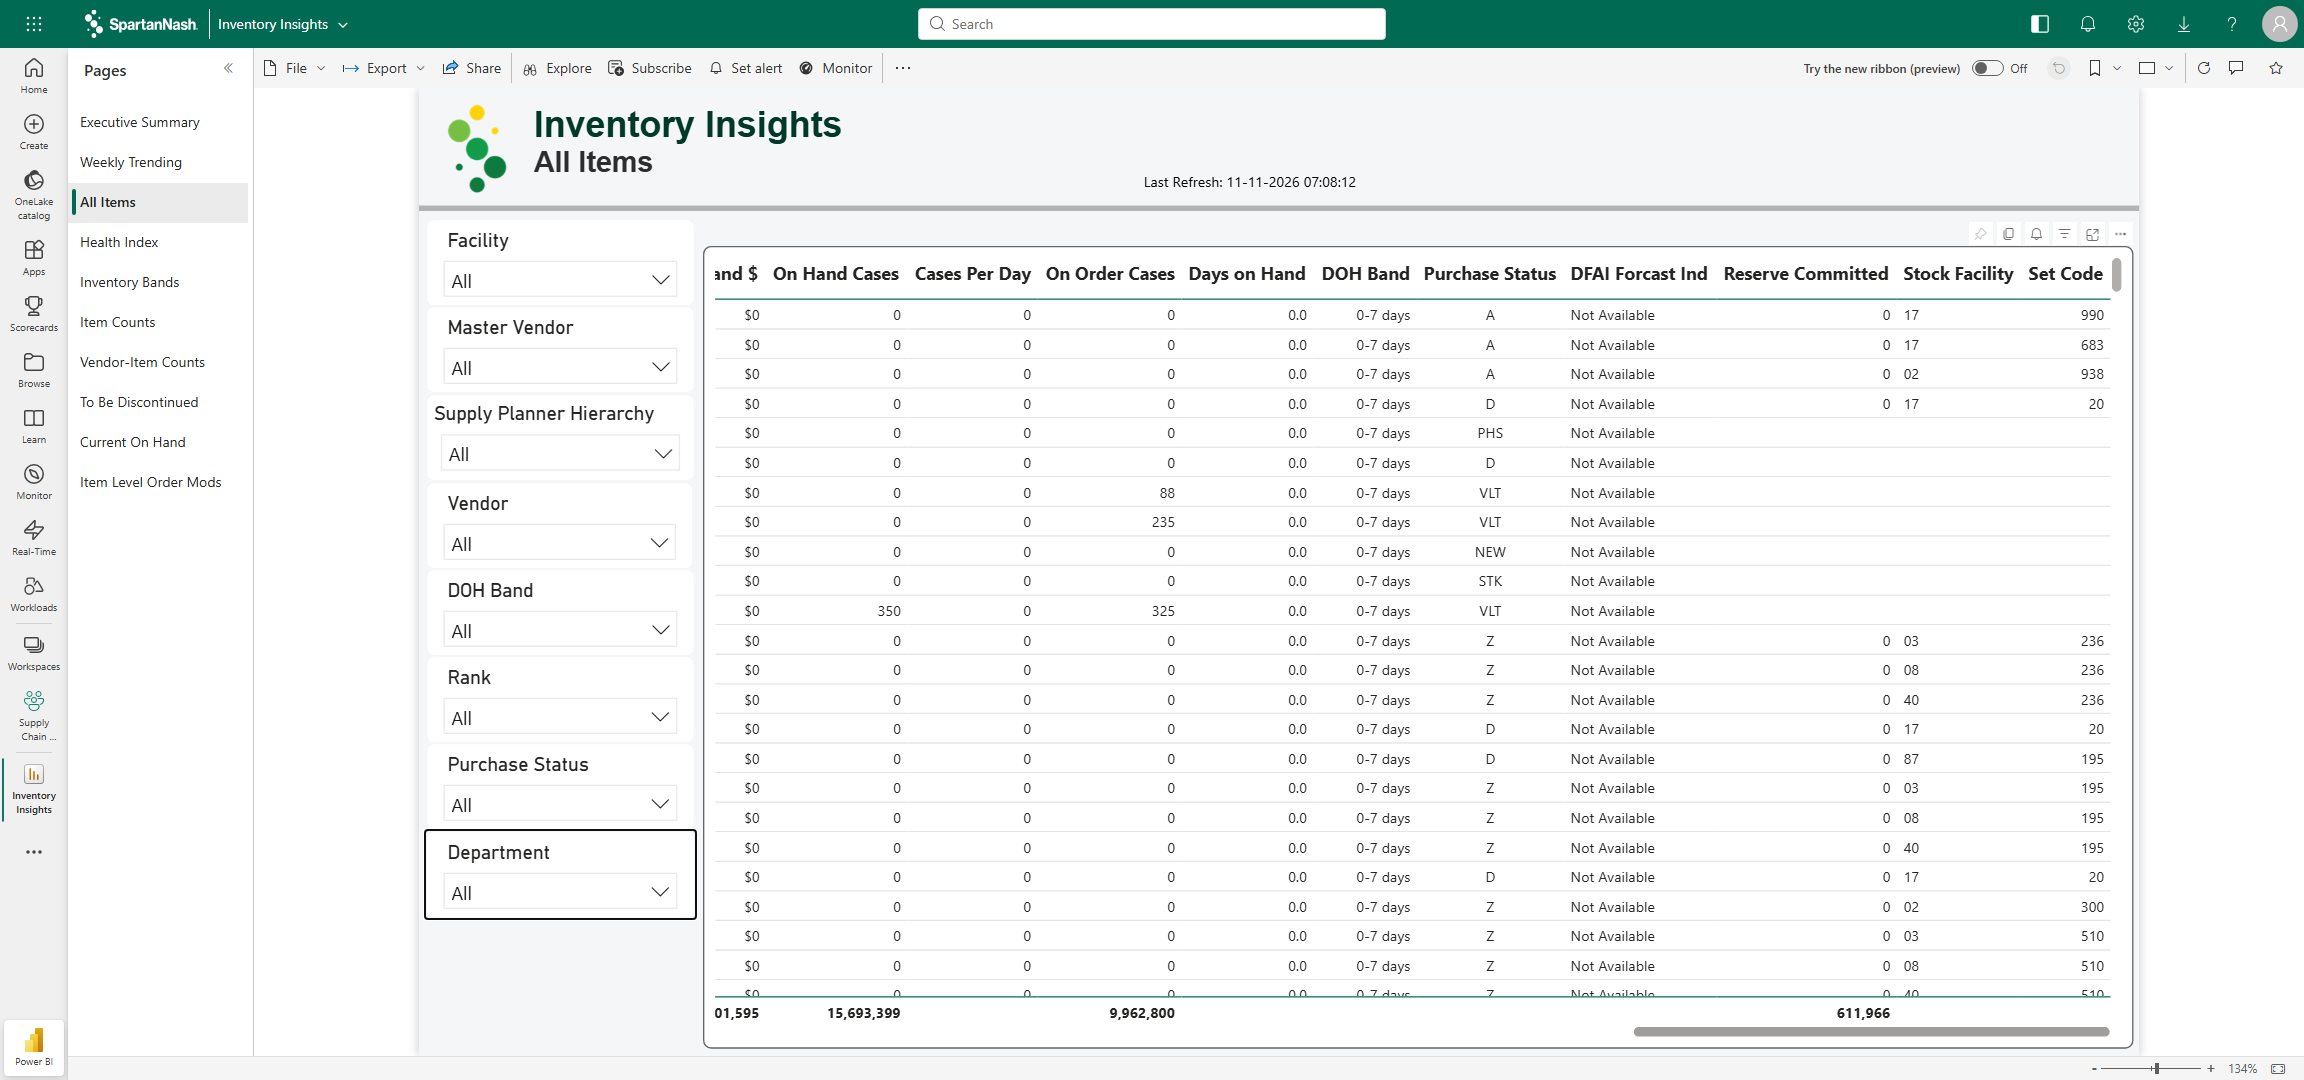 SpartanNash
Inventory Insights
Search
Home
Create
OneLake
catalog
Apps
Scorecards
Browse
Learn
Monitor
Real-Time
Workloads
Workspaces
Supply
Chain ...
Inventory
Insights
Power BI
Pages
Executive Summary
Weekly Trending
All Items
Health Index
Inventory Bands
Item Counts
Vendor-Item Counts
To Be Discontinued
Current On Hand
Item Level Order Mods
File Export Share Explore Subscribe Set alert Monitor ... Try the new ribbon (preview) Off
Inventory Insights
All Items
Last Refresh: 11-11-2026 07:08:12
Facility
All
Master Vendor
All
Supply Planner Hierarchy
All
Vendor
All
DOH Band
All
Rank
All
Purchase Status
All
Department
All
and $ On Hand Cases Cases Per Day On Order Cases Days on Hand DOH Band Purchase Status DFAI Forcast Ind Reserve Committed Stock Facility Set Code
$0 0 0 0 0.0 0-7 days A Not Available 0 17 990
$0 0 0 0 0.0 0-7 days A Not Available 0 17 683
$0 0 0 0 0.0 0-7 days A Not Available 0 02 938
$0 0 0 0 0.0 0-7 days D Not Available 0 17 20
$0 0 0 0 0.0 0-7 days PHS Not Available
$0 0 0 0 0.0 0-7 days D Not Available
$0 0 0 88 0.0 0-7 days VLT Not Available
$0 0 0 235 0.0 0-7 days VLT Not Available
$0 0 0 0 0.0 0-7 days NEW Not Available
$0 0 0 0 0.0 0-7 days STK Not Available
$0 350 0 325 0.0 0-7 days VLT Not Available
$0 0 0 0 0.0 0-7 days Z Not Available 0 03 236
$0 0 0 0 0.0 0-7 days Z Not Available 0 08 236
$0 0 0 0 0.0 0-7 days Z Not Available 0 40 236
$0 0 0 0 0.0 0-7 days D Not Available 0 17 20
$0 0 0 0 0.0 0-7 days D Not Available 0 87 195
$0 0 0 0 0.0 0-7 days Z Not Available 0 03 195
$0 0 0 0 0.0 0-7 days Z Not Available 0 08 195
$0 0 0 0 0.0 0-7 days Z Not Available 0 40 195
$0 0 0 0 0.0 0-7 days D Not Available 0 17 20
$0 0 0 0 0.0 0-7 days Z Not Available 0 02 300
$0 0 0 0 0.0 0-7 days Z Not Available 0 03 510
$0 0 0 0 0.0 0-7 days Z Not Available 0 08 510
$0 0 0 0 0.0 0-7 days Z Not Available 0 40 510
01,595 15,693,399 9,962,800 611,966
- + 134%